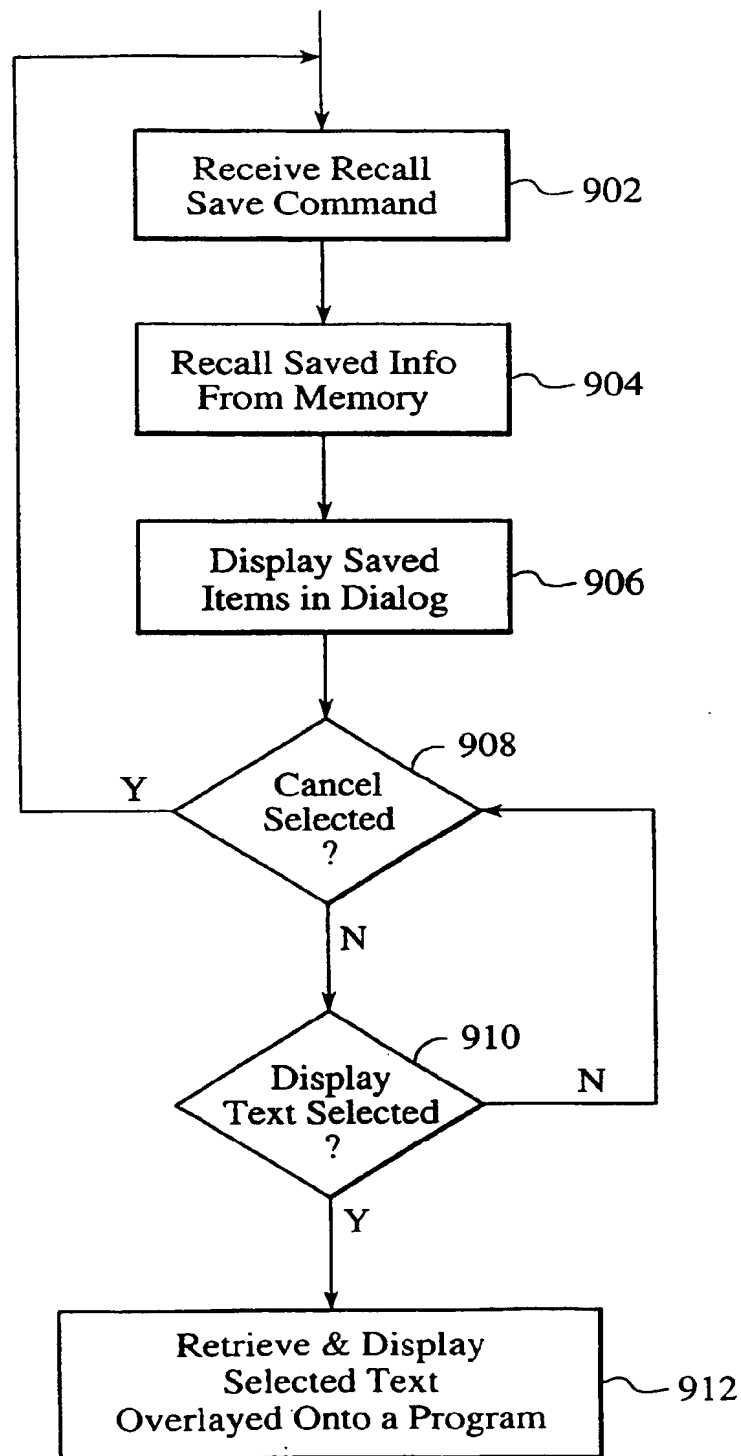 Receive Recall
Save Command
902
Recall Saved Info
From Memory
904
Display Saved
Items in Dialog
906
908
Cancel
Selected
?
Y
N
910
Display
Text Selected
?
N
Y
Retrieve & Display
Selected Text
Overlayed Onto a Program
912